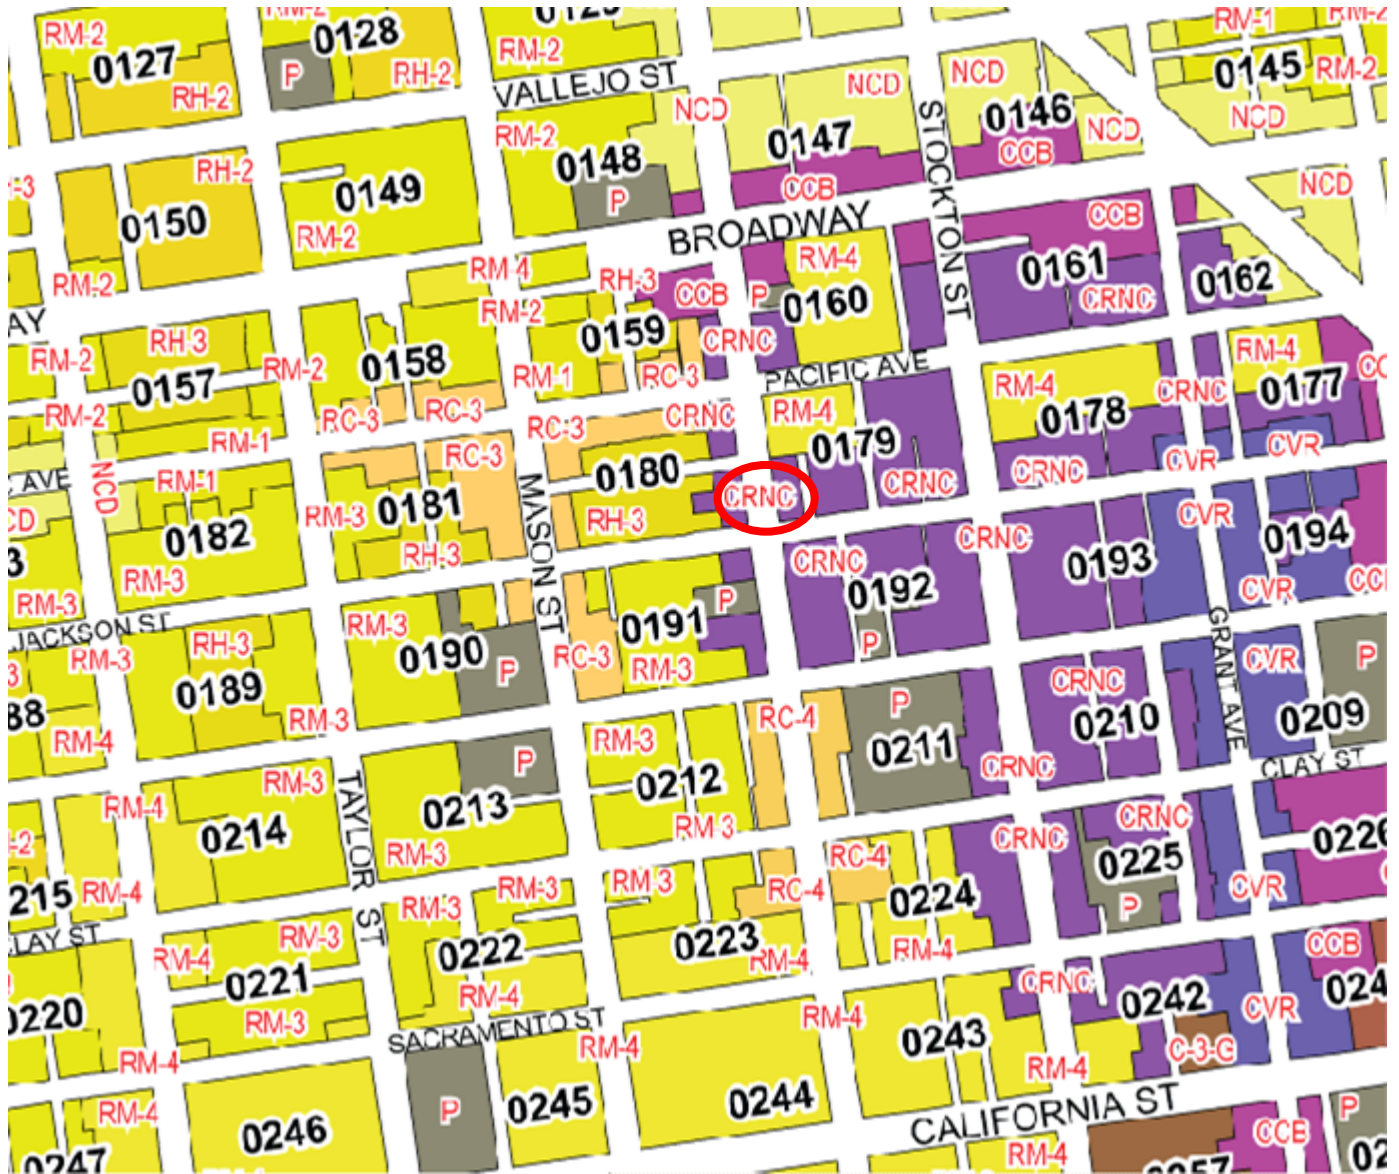 RM-2
0127
RH-2
0128
P
RH-2
RM-2
VALLEJO ST
NCD
NCD
0147
CCB
STOCKTON ST
NCD
0146
CCB
NCD
RM-1
0145
RM-2
NCD
NCD
RH-2
0150
RM-2
0149
RM-2
RM-2
0148
P
BROADWAY
RM-4
RH-3
RM-2
CCB
P
RM-4
0160
CCB
0161
CRNC
0162
RM-2
RH-3
0157
RM-2
RM-2
RM-1
0158
RC-3
RC-3
RM-1
0159
RC-3
CRNC
PACIFIC AVE
RM-4
0178
CRNC
RM-4
0177
AVE
NCD
RM-1
0182
RM-3
RM-3
RM-3
RC-3
0181
RH-3
MASON ST
RC-3
CRNC
0180
RH-3
RM-4
0179
CRNC
CRNC
CRNC
CVR
CVR
JACKSON ST
RM-3
RH-3
0189
RM-3
RM-4
RM-3
0190
P
RC-3
0191
P
RM-3
CRNC
0192
P
CRNC
0193
CVR
0194
CVR
GRANT AVE
CRNC
0210
CVR
P
0209
CLAY ST
RM-4
RM-3
0214
TAYLOR ST
P
0213
RM-3
RM-3
0212
RM-3
RC-4
P
0211
CRNC
0215
RM-4
CLAY ST
RM-4
RM-3
0221
RM-3
RM-3
RM-3
0222
RM-4
RM-3
RC-4
0223
RM-4
RC-4
0224
RM-4
CRNC
CRNC
0225
P
CVR
0226
0220
RM-4
SACRAMENTO ST
RM-4
RM-4
0243
CRNC
0242
RM-4
C-3-G
CVR
CCB
RM-4
0247
0246
P
0245
0244
CALIFORNIA ST
RM-4
CCB
P
0257